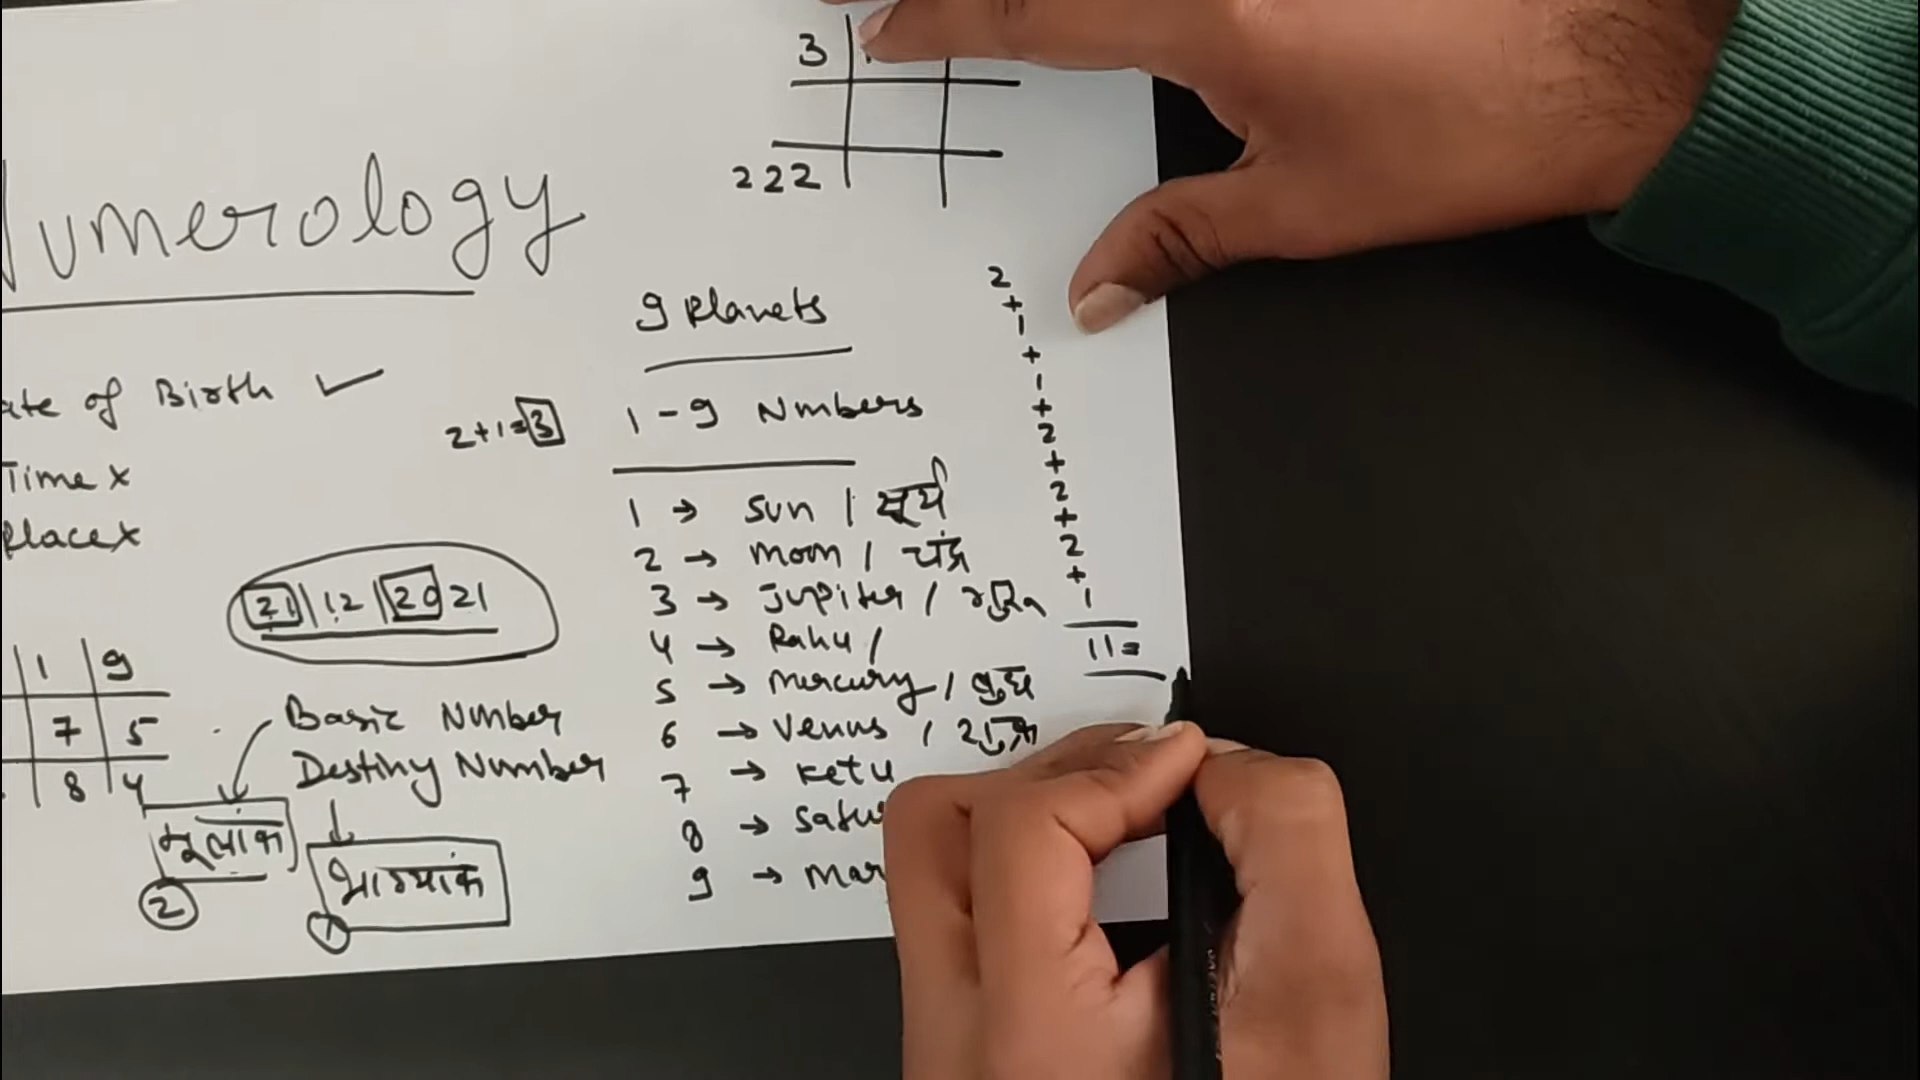 3
222
Numerology
9 Planets
ate of Birth ✓
2+1=3
1-9 Numbers
Time x
Place x
1 → Sun / सूर्य
2 → moon / चंद्र
3 → Jupiter /
4 → Rahu /
5 → mercury / बुध
6 → Venus / शुक्र
7 → Ketu
8 → Satu
9 → Mar
21|12|2021
1 | 9
7 | 5
8 | 4
Basic Number
Destiny Number
मूलांक
2
भाग्यांक
2
+
1
+
1
+
2
+
2
+
2
+
1
11=